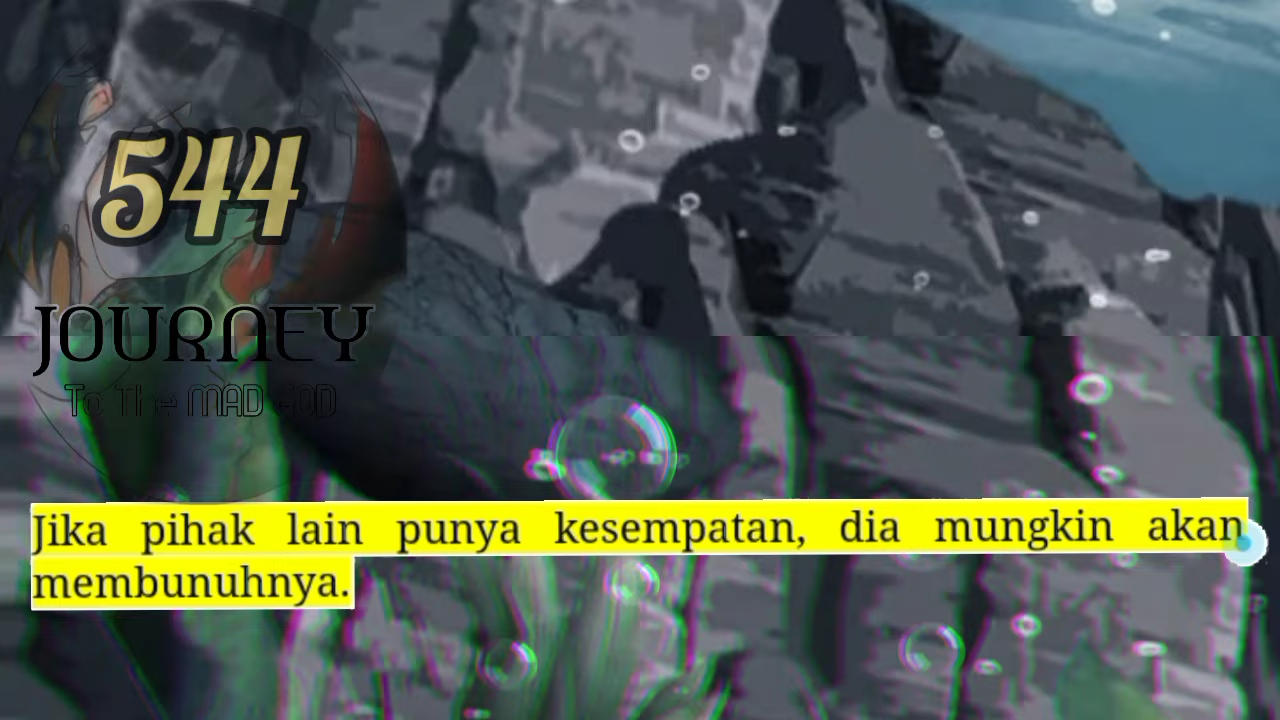 544
JOURNEY
To The MAD GOD
Jika pihak lain punya kesempatan, dia mungkin akan
membunuhnya.